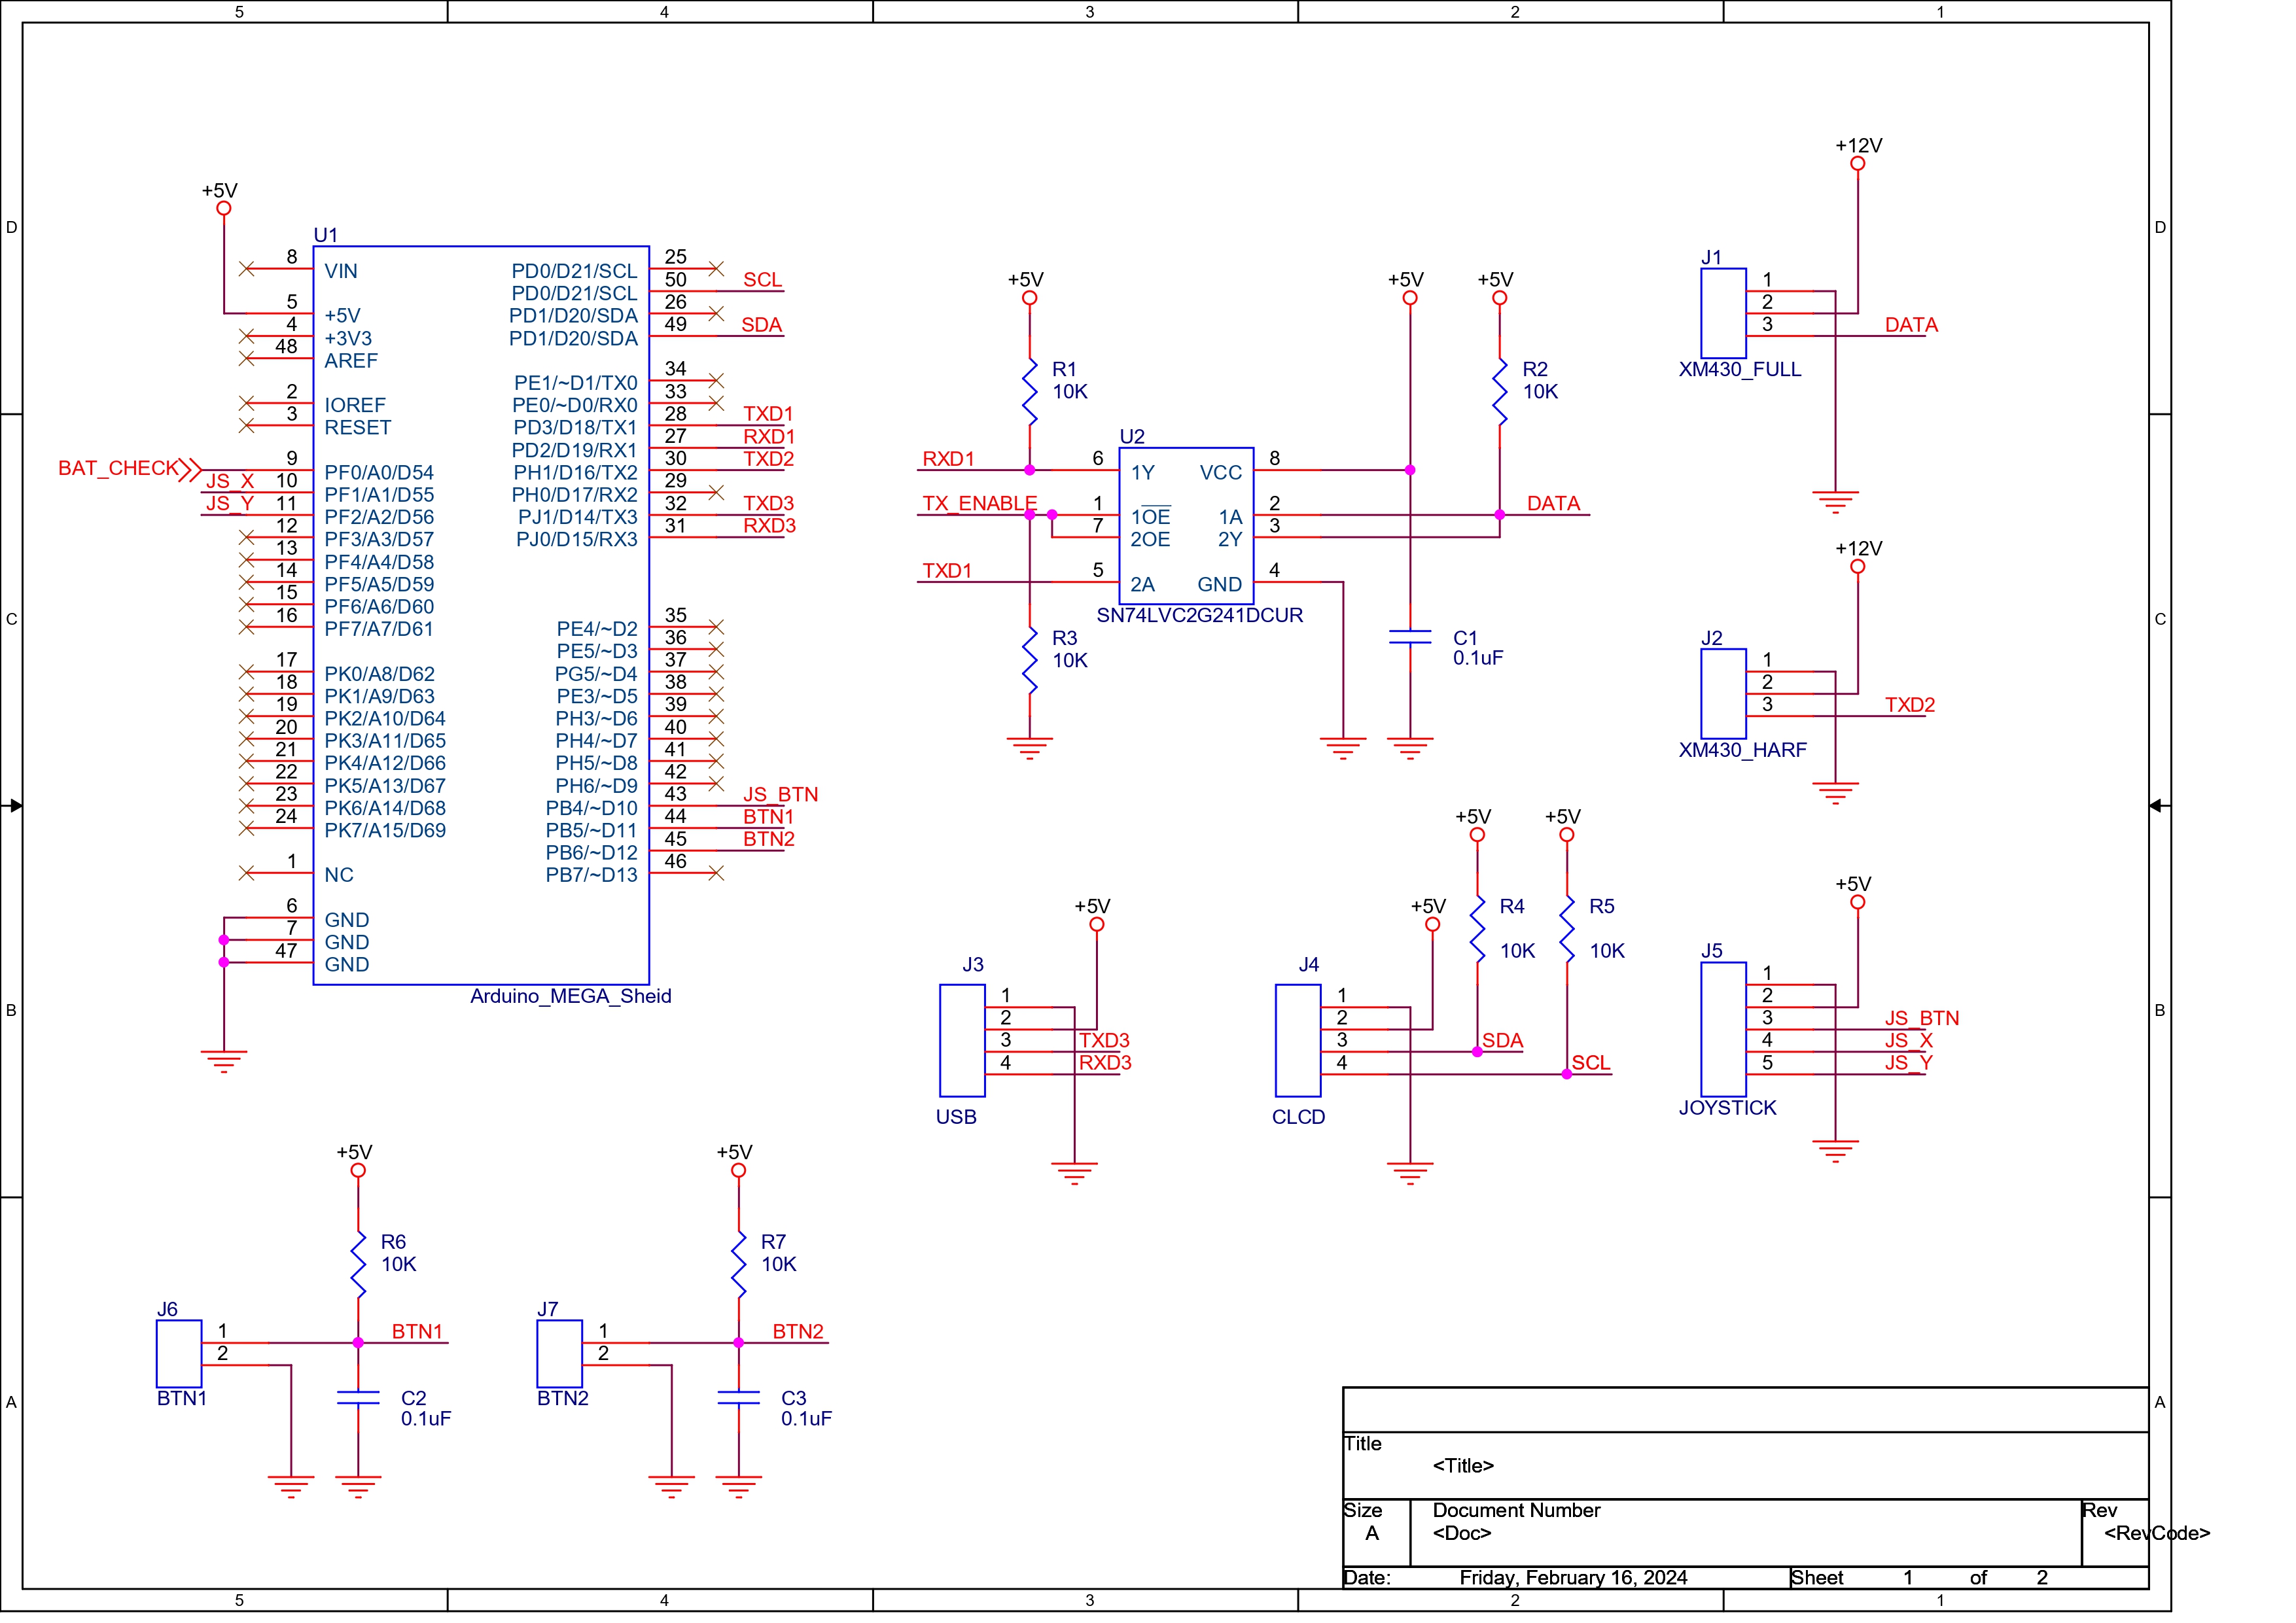 5 4 3 2 1
D D
C C
B B
A A
+5V
U1
8 VIN
5 +5V
4 +3V3
48 AREF
2 IOREF
3 RESET
BAT_CHECK 9 PF0/A0/D54
JS_X 10 PF1/A1/D55
JS_Y 11 PF2/A2/D56
12 PF3/A3/D57
13 PF4/A4/D58
14 PF5/A5/D59
15 PF6/A6/D60
16 PF7/A7/D61
17 PK0/A8/D62
18 PK1/A9/D63
19 PK2/A10/D64
20 PK3/A11/D65
21 PK4/A12/D66
22 PK5/A13/D67
23 PK6/A14/D68
24 PK7/A15/D69
1 NC
6 GND
7 GND
47 GND
PD0/D21/SCL 25
PD0/D21/SCL 50 SCL
PD1/D20/SDA 26
PD1/D20/SDA 49 SDA
PE1/~D1/TX0 34
PE0/~D0/RX0 33
PD3/D18/TX1 28 TXD1
PD2/D19/RX1 27 RXD1
PH1/D16/TX2 30 TXD2
PH0/D17/RX2 29
PJ1/D14/TX3 32 TXD3
PJ0/D15/RX3 31 RXD3
PE4/~D2 35
PE5/~D3 36
PG5/~D4 37
PE3/~D5 38
PH3/~D6 39
PH4/~D7 40
PH5/~D8 41
PH6/~D9 42
PB4/~D10 43 JS_BTN
PB5/~D11 44 BTN1
PB6/~D12 45 BTN2
PB7/~D13 46
Arduino_MEGA_Sheid
+5V +5V +5V
R1
10K
R2
10K
U2
RXD1 6 1Y VCC 8
TX_ENABLE 1 1OE 1A 2 DATA
7 2OE 2Y 3
TXD1 5 2A GND 4
SN74LVC2G241DCUR
R3
10K
C1
0.1uF
+12V
J1
1
2
3 DATA
XM430_FULL
+12V
J2
1
2
3 TXD2
XM430_HARF
+5V
J3
1
2
3 TXD3
4 RXD3
USB
+5V +5V
+5V
R4
10K
R5
10K
J4
1
2
3 SDA
4 SCL
CLCD
+5V
J5
1
2
3 JS_BTN
4 JS_X
5 JS_Y
JOYSTICK
+5V
R6
10K
J6
1 BTN1
2
BTN1
C2
0.1uF
+5V
R7
10K
J7
1 BTN2
2
BTN2
C3
0.1uF
Title
<Title>
Size Document Number Rev
A <Doc> <RevCode>
Date: Friday, February 16, 2024 Sheet 1 of 2
5 4 3 2 1